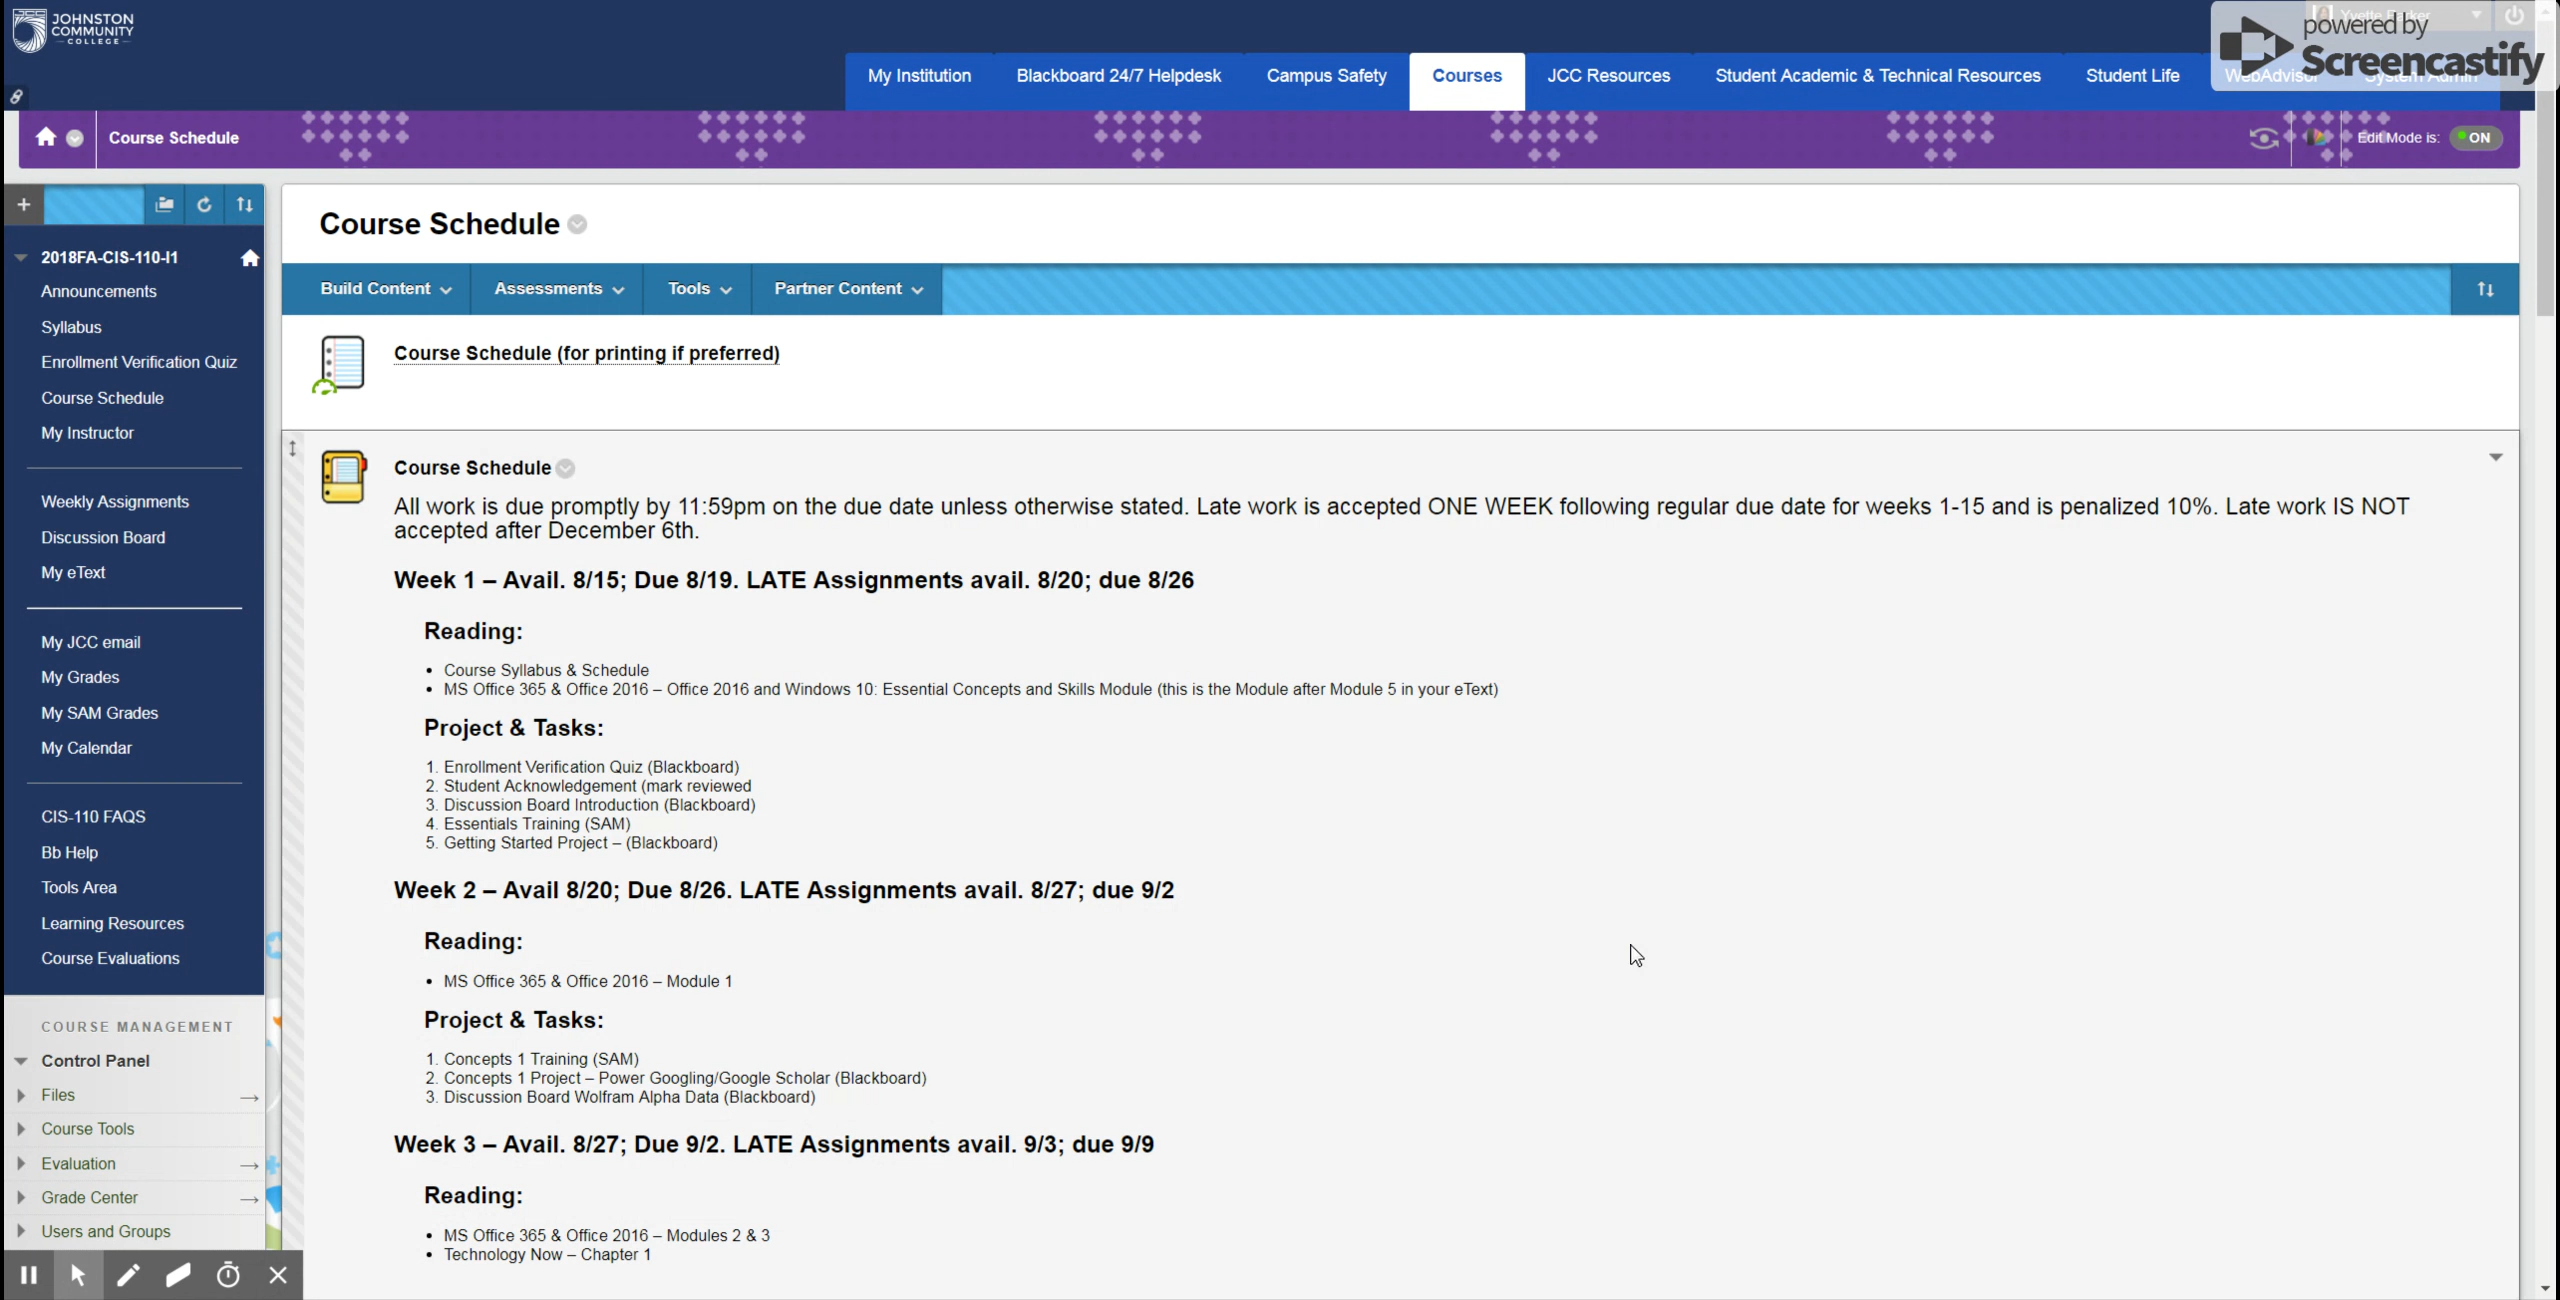 JOHNSTON
COMMUNITY
COLLEGE
Yvette Parker
powered by
Screencastify
My Institution
Blackboard 24/7 Helpdesk
Campus Safety
Courses
JCC Resources
Student Academic & Technical Resources
Student Life
WebAdvisor
System Admin
Course Schedule
Edit Mode is:
ON
2018FA-CIS-110-I1
Announcements
Syllabus
Enrollment Verification Quiz
Course Schedule
My Instructor
Weekly Assignments
Discussion Board
My eText
My JCC email
My Grades
My SAM Grades
My Calendar
CIS-110 FAQS
Bb Help
Tools Area
Learning Resources
Course Evaluations
COURSE MANAGEMENT
Control Panel
Files
Course Tools
Evaluation
Grade Center
Users and Groups
Course Schedule
Build Content
Assessments
Tools
Partner Content
Course Schedule (for printing if preferred)
Course Schedule
All work is due promptly by 11:59pm on the due date unless otherwise stated. Late work is accepted ONE WEEK following regular due date for weeks 1-15 and is penalized 10%. Late work IS NOT
accepted after December 6th.
Week 1 – Avail. 8/15; Due 8/19. LATE Assignments avail. 8/20; due 8/26
Reading:
• Course Syllabus & Schedule
• MS Office 365 & Office 2016 – Office 2016 and Windows 10: Essential Concepts and Skills Module (this is the Module after Module 5 in your eText)
Project & Tasks:
1. Enrollment Verification Quiz (Blackboard)
2. Student Acknowledgement (mark reviewed
3. Discussion Board Introduction (Blackboard)
4. Essentials Training (SAM)
5. Getting Started Project – (Blackboard)
Week 2 – Avail 8/20; Due 8/26. LATE Assignments avail. 8/27; due 9/2
Reading:
• MS Office 365 & Office 2016 – Module 1
Project & Tasks:
1. Concepts 1 Training (SAM)
2. Concepts 1 Project – Power Googling/Google Scholar (Blackboard)
3. Discussion Board Wolfram Alpha Data (Blackboard)
Week 3 – Avail. 8/27; Due 9/2. LATE Assignments avail. 9/3; due 9/9
Reading:
• MS Office 365 & Office 2016 – Modules 2 & 3
• Technology Now – Chapter 1